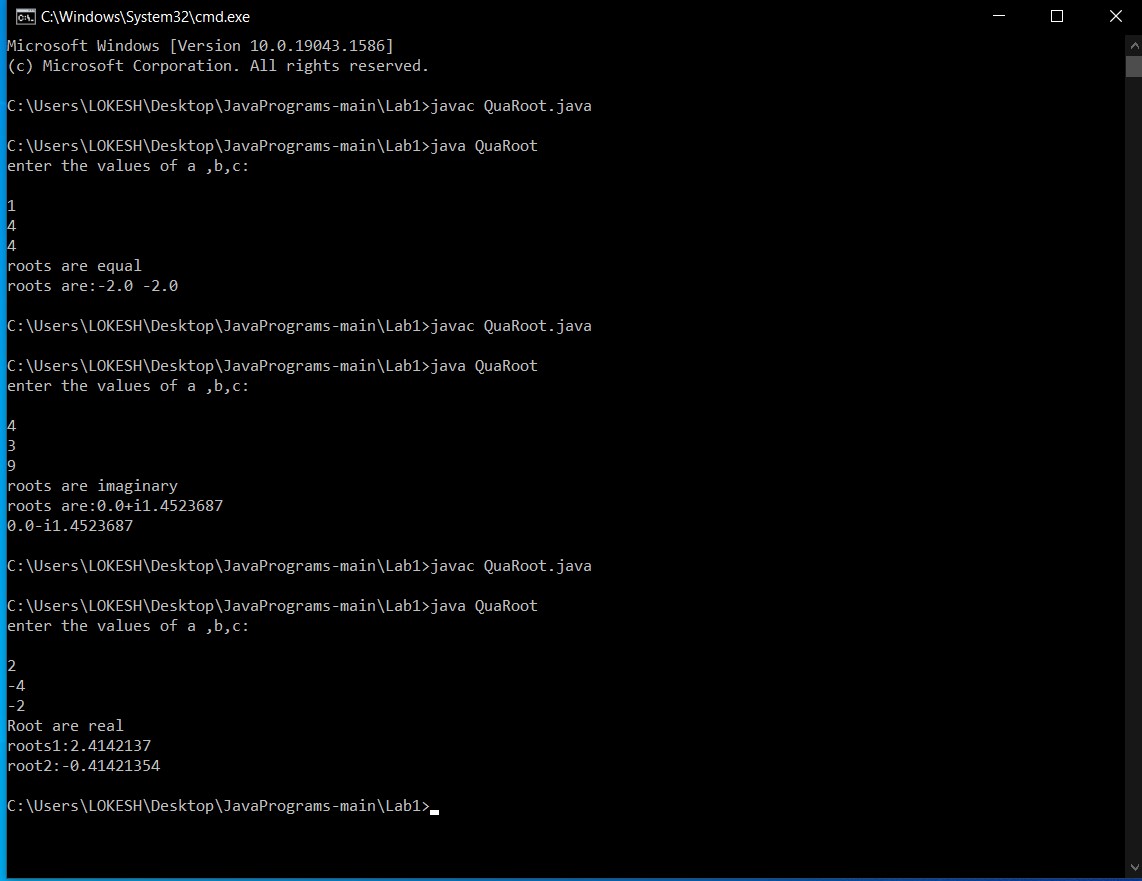 C:\Windows\System32\cmd.exe
Microsoft Windows [Version 10.0.19043.1586]
(c) Microsoft Corporation. All rights reserved.
C:\Users\LOKESH\Desktop\JavaPrograms-main\Lab1>javac QuaRoot.java
C:\Users\LOKESH\Desktop\JavaPrograms-main\Lab1>java QuaRoot
enter the values of a ,b,c:
1
4
4
roots are equal
roots are:-2.0 -2.0
C:\Users\LOKESH\Desktop\JavaPrograms-main\Lab1>javac QuaRoot.java
C:\Users\LOKESH\Desktop\JavaPrograms-main\Lab1>java QuaRoot
enter the values of a ,b,c:
4
3
9
roots are imaginary
roots are:0.0+i1.4523687
0.0-i1.4523687
C:\Users\LOKESH\Desktop\JavaPrograms-main\Lab1>javac QuaRoot.java
C:\Users\LOKESH\Desktop\JavaPrograms-main\Lab1>java QuaRoot
enter the values of a ,b,c:
2
-4
-2
Root are real
roots1:2.4142137
root2:-0.41421354
C:\Users\LOKESH\Desktop\JavaPrograms-main\Lab1>